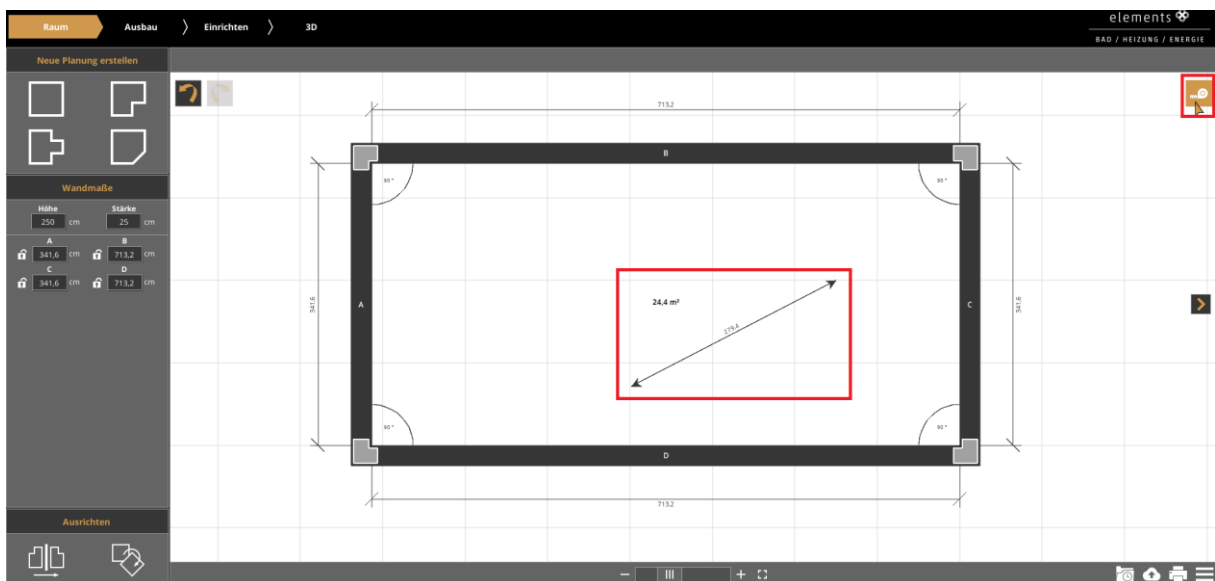 Raum Ausbau Einrichten 3D
elements
BAD / HEIZUNG / ENERGIE
Neue Planung erstellen
Wandmaße
Höhe Stärke
250 cm 25 cm
A B
341,6 cm 713,2 cm
C D
341,6 cm 713,2 cm
Ausrichten
713,2
B
90 ° 90 °
341,6 A 24,4 m² 279,4 C 341,6
90 ° 90 °
D
713,2